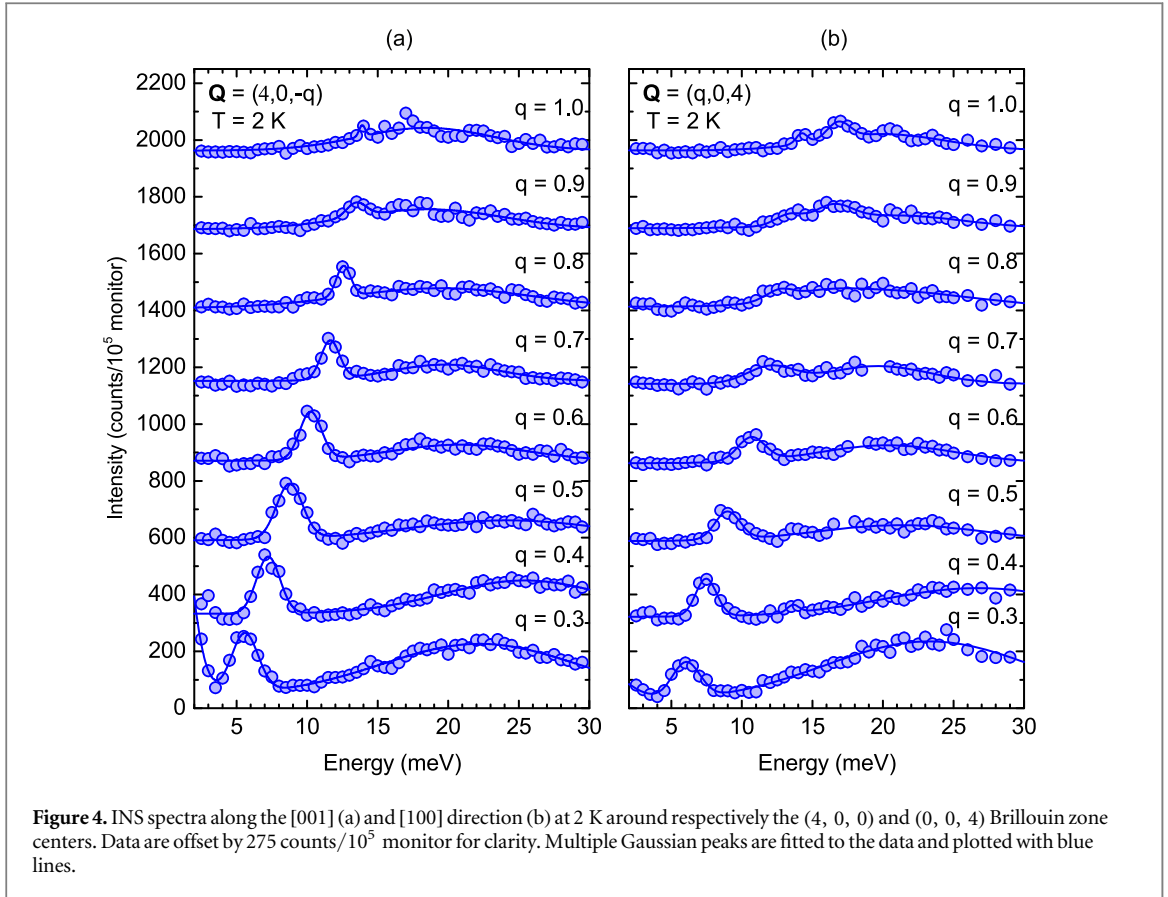 (a)
(b)
2200
2000
1800
1600
1400
1200
1000
800
600
400
200
0
Intensity (counts/10⁵ monitor)
Q = (4,0,-q)
T = 2 K
q = 1.0
q = 0.9
q = 0.8
q = 0.7
q = 0.6
q = 0.5
q = 0.4
q = 0.3
5 10 15 20 25 30
Energy (meV)
Q = (q,0,4)
T = 2 K
q = 1.0
q = 0.9
q = 0.8
q = 0.7
q = 0.6
q = 0.5
q = 0.4
q = 0.3
5 10 15 20 25 30
Energy (meV)
Figure 4. INS spectra along the [001] (a) and [100] direction (b) at 2 K around respectively the (4, 0, 0) and (0, 0, 4) Brillouin zone
centers. Data are offset by 275 counts/10⁵ monitor for clarity. Multiple Gaussian peaks are fitted to the data and plotted with blue
lines.